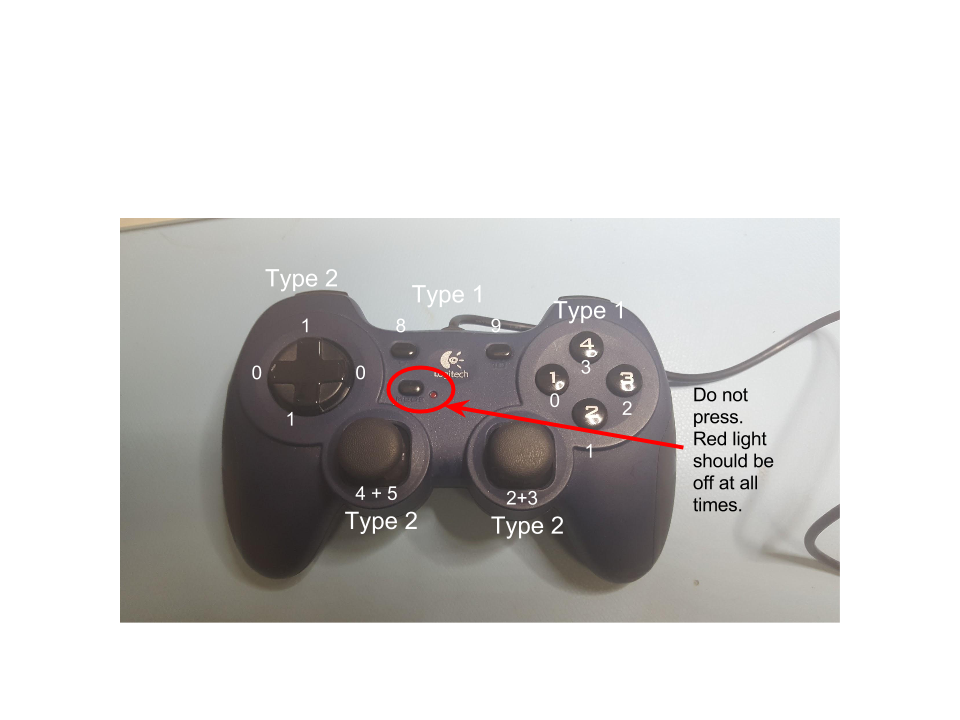 Type 2
Type 1
Type 1
1
8
9
4
3
0
0
Logitech
1
3
0
2
2
1
1
Do not
press.
Red light
should be
off at all
times.
4 + 5
2+3
Type 2
Type 2